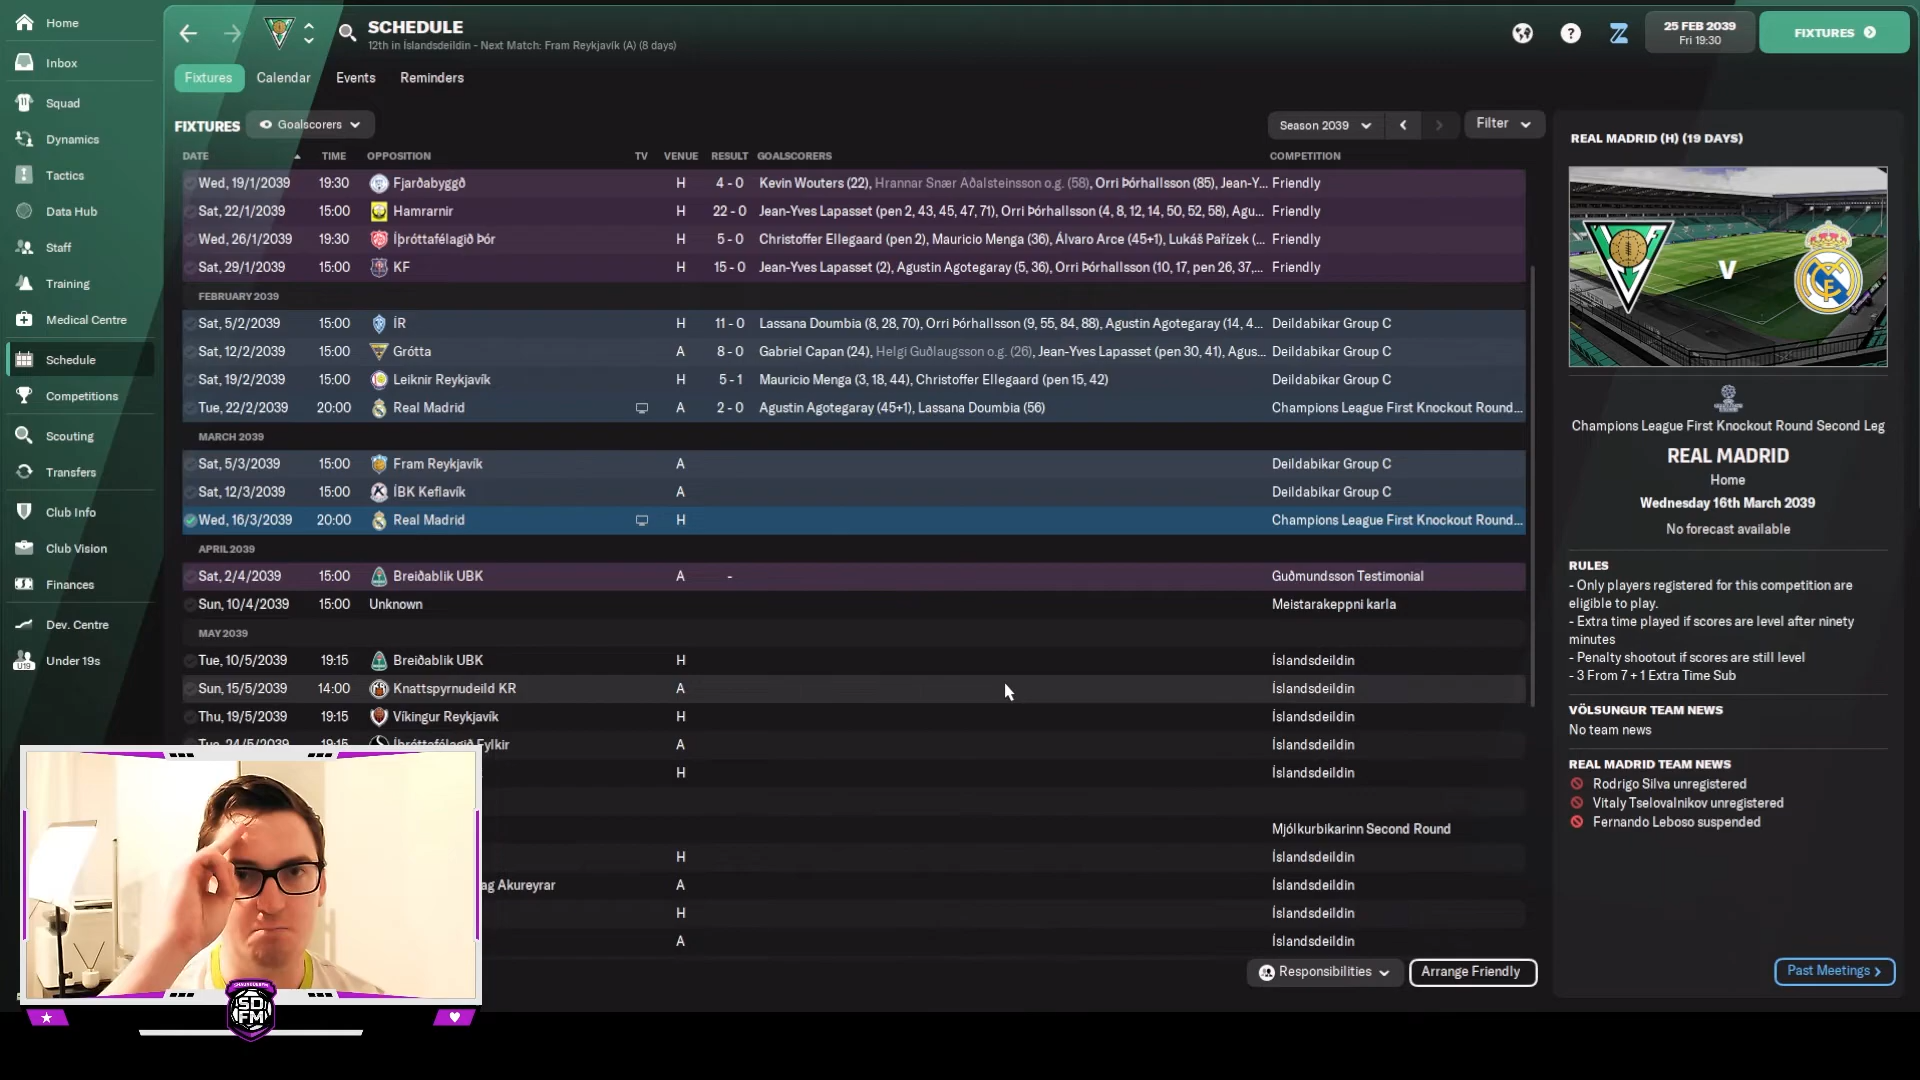 Home
Inbox
Squad
Dynamics
Tactics
Data Hub
Staff
Training
Medical Centre
Schedule
Competitions
Scouting
Transfers
Club Info
Club Vision
Finances
Dev. Centre
U19 Under 19s
SCHEDULE
12th in Íslandsdeildin - Next Match: Fram Reykjavík (A) (8 days)
25 FEB 2039
Fri 19:30
FIXTURES
Fixtures Calendar Events Reminders
FIXTURES Goalscorers Season 2039 Filter
DATE TIME OPPOSITION TV VENUE RESULT GOALSCORERS COMPETITION
Wed, 19/1/2039 19:30 Fjarðabyggð H 4 - 0 Kevin Wouters (22), Hrannar Snær Aðalsteinsson o.g. (58), Orri Þórhallsson (85), Jean-Y... Friendly
Sat, 22/1/2039 15:00 Hamrarnir H 22 - 0 Jean-Yves Lapasset (pen 2, 43, 45, 47, 71), Orri Þórhallsson (4, 8, 12, 14, 50, 52, 58), Agu... Friendly
Wed, 26/1/2039 19:30 Íþróttafélagið Þór H 5 - 0 Christoffer Ellegaard (pen 2), Mauricio Menga (36), Álvaro Arce (45+1), Lukáš Pařízek (... Friendly
Sat, 29/1/2039 15:00 KF H 15 - 0 Jean-Yves Lapasset (2), Agustin Agotegaray (5, 36), Orri Þórhallsson (10, 17, pen 26, 37,... Friendly
FEBRUARY 2039
Sat, 5/2/2039 15:00 ÍR H 11 - 0 Lassana Doumbia (8, 28, 70), Orri Þórhallsson (9, 55, 84, 88), Agustin Agotegaray (14, 4... Deildabikar Group C
Sat, 12/2/2039 15:00 Grótta A 8 - 0 Gabriel Capan (24), Helgi Guðlaugsson o.g. (26), Jean-Yves Lapasset (pen 30, 41), Agus... Deildabikar Group C
Sat, 19/2/2039 15:00 Leiknir Reykjavík H 5 - 1 Mauricio Menga (3, 18, 44), Christoffer Ellegaard (pen 15, 42) Deildabikar Group C
Tue, 22/2/2039 20:00 Real Madrid A 2 - 0 Agustin Agotegaray (45+1), Lassana Doumbia (56) Champions League First Knockout Round...
MARCH 2039
Sat, 5/3/2039 15:00 Fram Reykjavík A Deildabikar Group C
Sat, 12/3/2039 15:00 ÍBK Keflavík A Deildabikar Group C
Wed, 16/3/2039 20:00 Real Madrid H Champions League First Knockout Round...
APRIL 2039
Sat, 2/4/2039 15:00 Breiðablik UBK A - Guðmundsson Testimonial
Sun, 10/4/2039 15:00 Unknown Meistarakeppni karla
MAY 2039
Tue, 10/5/2039 19:15 Breiðablik UBK H Íslandsdeildin
Sun, 15/5/2039 14:00 Knattspyrnudeild KR A Íslandsdeildin
Thu, 19/5/2039 19:15 Víkingur Reykjavík H Íslandsdeildin
Tue, 24/5/2039 19:15 Íþróttafélagið Fylkir A Íslandsdeildin
H Íslandsdeildin
Mjólkurbikarinn Second Round
H Íslandsdeildin
ag Akureyrar A Íslandsdeildin
H Íslandsdeildin
A Íslandsdeildin
Responsibilities Arrange Friendly
REAL MADRID (H) (19 DAYS)
V
Champions League First Knockout Round Second Leg
REAL MADRID
Home
Wednesday 16th March 2039
No forecast available
RULES
- Only players registered for this competition are
eligible to play.
- Extra time played if scores are level after ninety
minutes
- Penalty shootout if scores are still level
- 3 From 7 + 1 Extra Time Sub
VÖLSUNGUR TEAM NEWS
No team news
REAL MADRID TEAM NEWS
Rodrigo Silva unregistered
Vitaly Tselovalnikov unregistered
Fernando Leboso suspended
Past Meetings
SD
FM